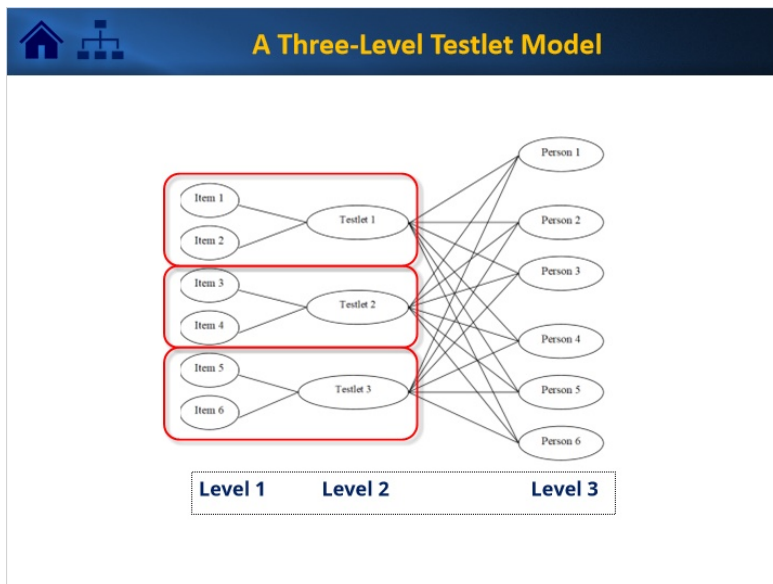 A Three-Level Testlet Model
Person 1
Item 1
Testlet 1
Person 2
Item 2
Person 3
Item 3
Testlet 2
Item 4
Person 4
Item 5
Testlet 3
Person 5
Item 6
Person 6
Level 1 Level 2 Level 3